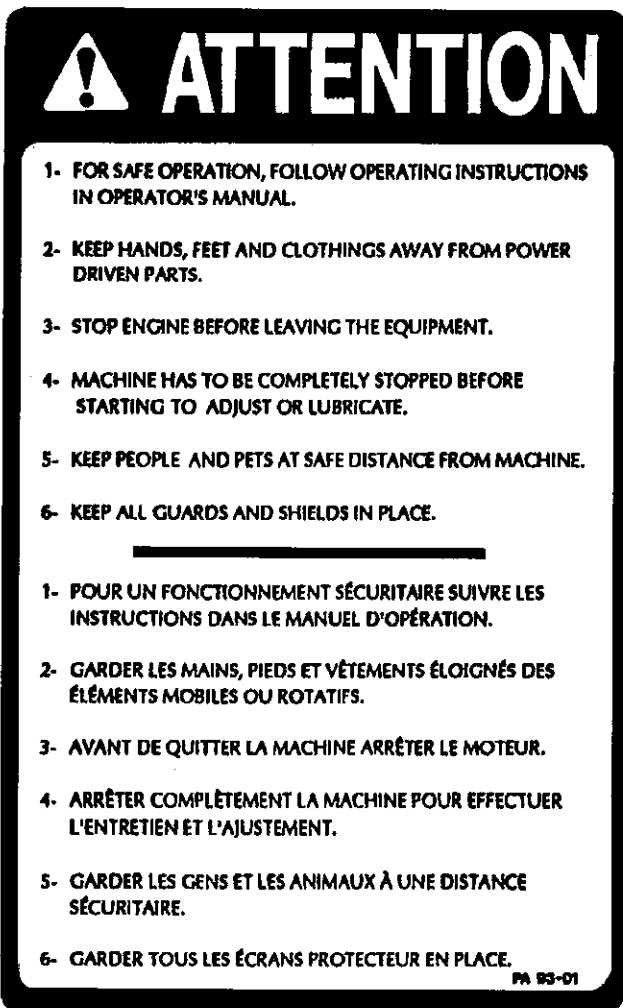 ATTENTION
1- FOR SAFE OPERATION, FOLLOW OPERATING INSTRUCTIONS
IN OPERATOR'S MANUAL.
2- KEEP HANDS, FEET AND CLOTHINGS AWAY FROM POWER
DRIVEN PARTS.
3- STOP ENGINE BEFORE LEAVING THE EQUIPMENT.
4- MACHINE HAS TO BE COMPLETELY STOPPED BEFORE
STARTING TO ADJUST OR LUBRICATE.
5- KEEP PEOPLE AND PETS AT SAFE DISTANCE FROM MACHINE.
6- KEEP ALL GUARDS AND SHIELDS IN PLACE.
1- POUR UN FONCTIONNEMENT SÉCURITAIRE SUIVRE LES
INSTRUCTIONS DANS LE MANUEL D'OPÉRATION.
2- GARDER LES MAINS, PIEDS ET VÊTEMENTS ÉLOIGNÉS DES
ÉLÉMENTS MOBILES OU ROTATIFS.
3- AVANT DE QUITTER LA MACHINE ARRÊTER LE MOTEUR.
4- ARRÊTER COMPLÈTEMENT LA MACHINE POUR EFFECTUER
L'ENTRETIEN ET L'AJUSTEMENT.
5- GARDER LES GENS ET LES ANIMAUX À UNE DISTANCE
SÉCURITAIRE.
6- GARDER TOUS LES ÉCRANS PROTECTEUR EN PLACE.
PA 93-01